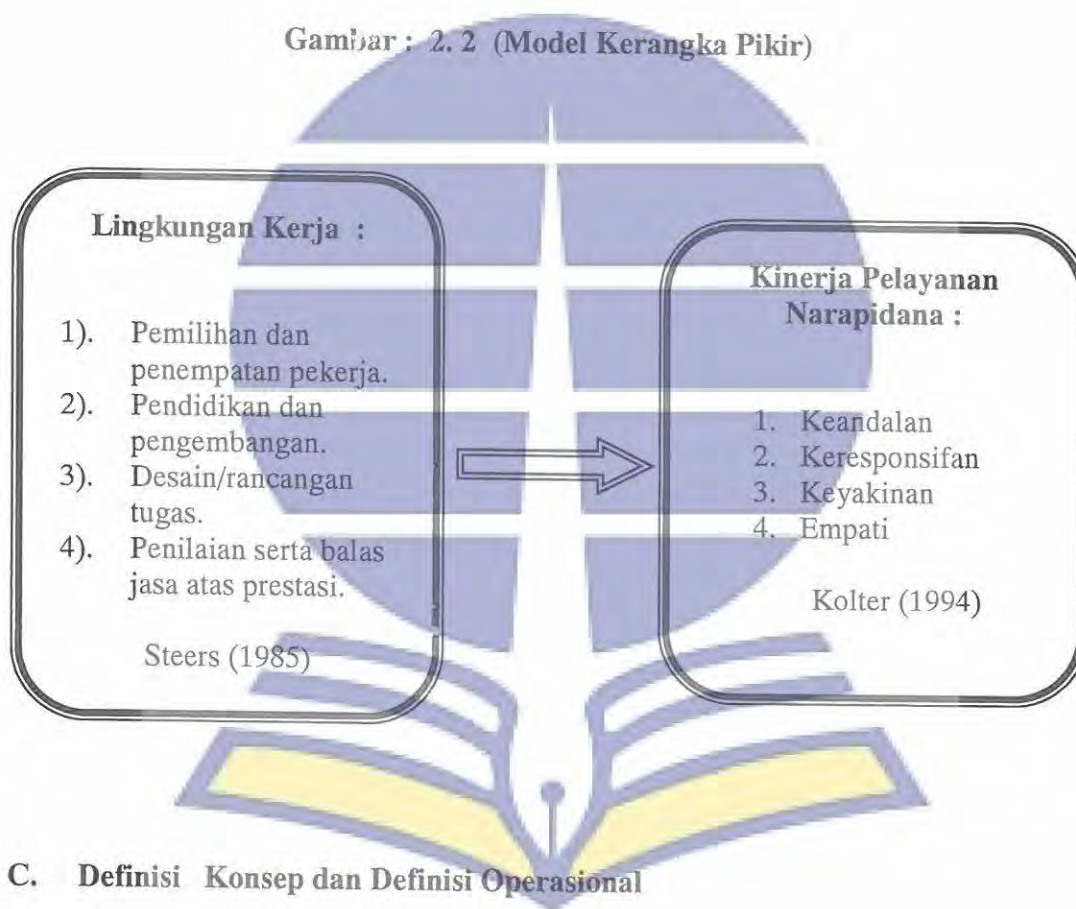 Gambar : 2. 2 (Model Kerangka Pikir)
Lingkungan Kerja :
1). Pemilihan dan
penempatan pekerja.
2). Pendidikan dan
pengembangan.
3). Desain/rancangan
tugas.
4). Penilaian serta balas
jasa atas prestasi.
Steers (1985)
Kinerja Pelayanan
Narapidana :
1. Keandalan
2. Keresponsifan
3. Keyakinan
4. Empati
Kolter (1994)
C. Definisi Konsep dan Definisi Operasional